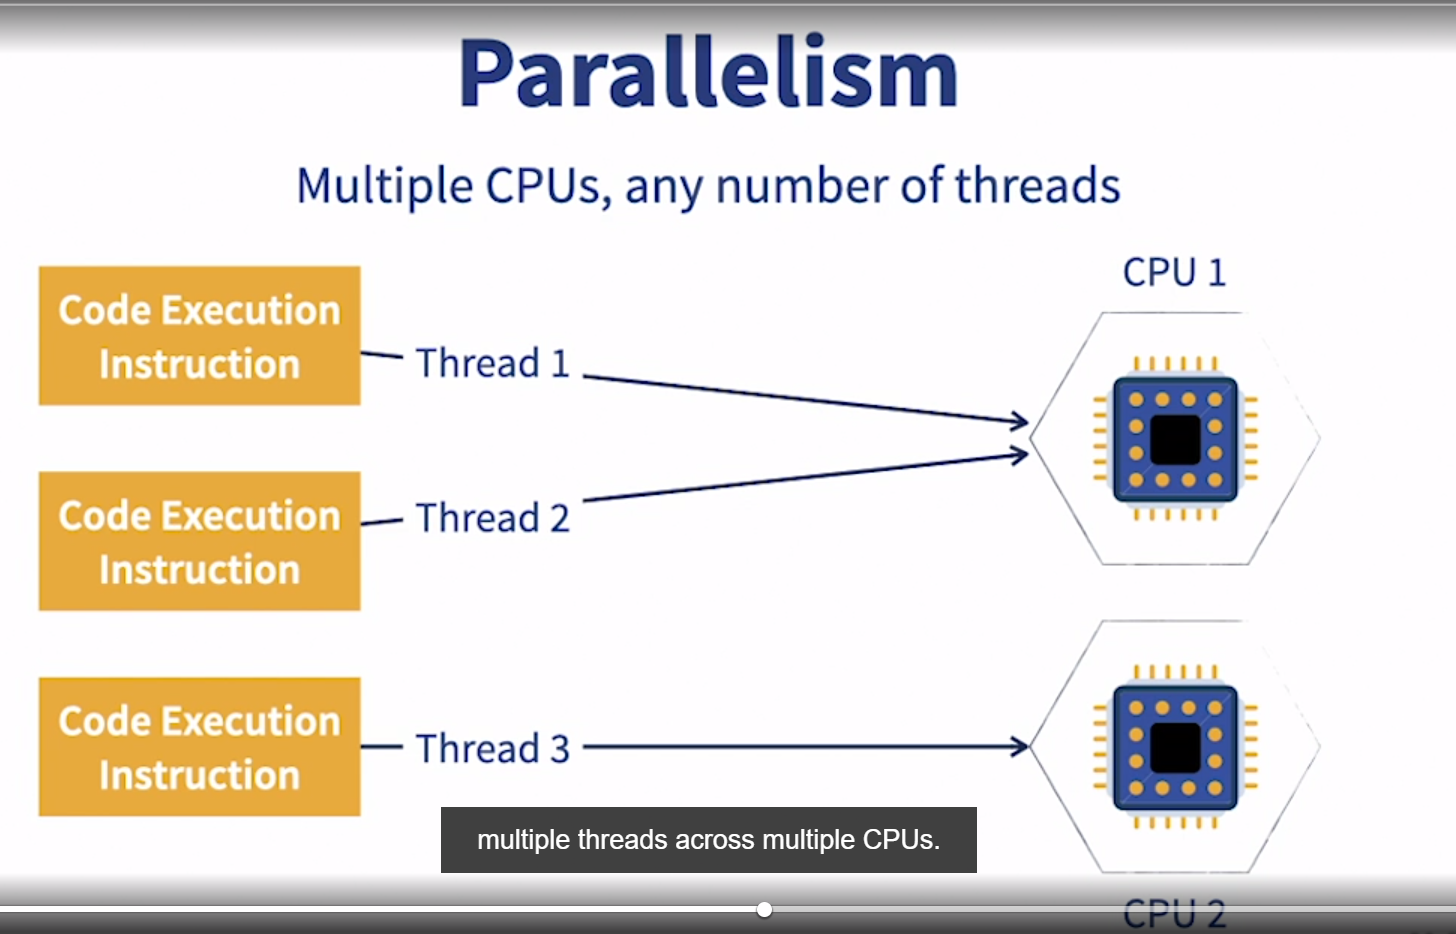 Parallelism
Multiple CPUs, any number of threads
CPU 1
Code Execution
Instruction
Thread 1
Code Execution
Instruction
Thread 2
Code Execution
Instruction
Thread 3
multiple threads across multiple CPUs.
CPU 2